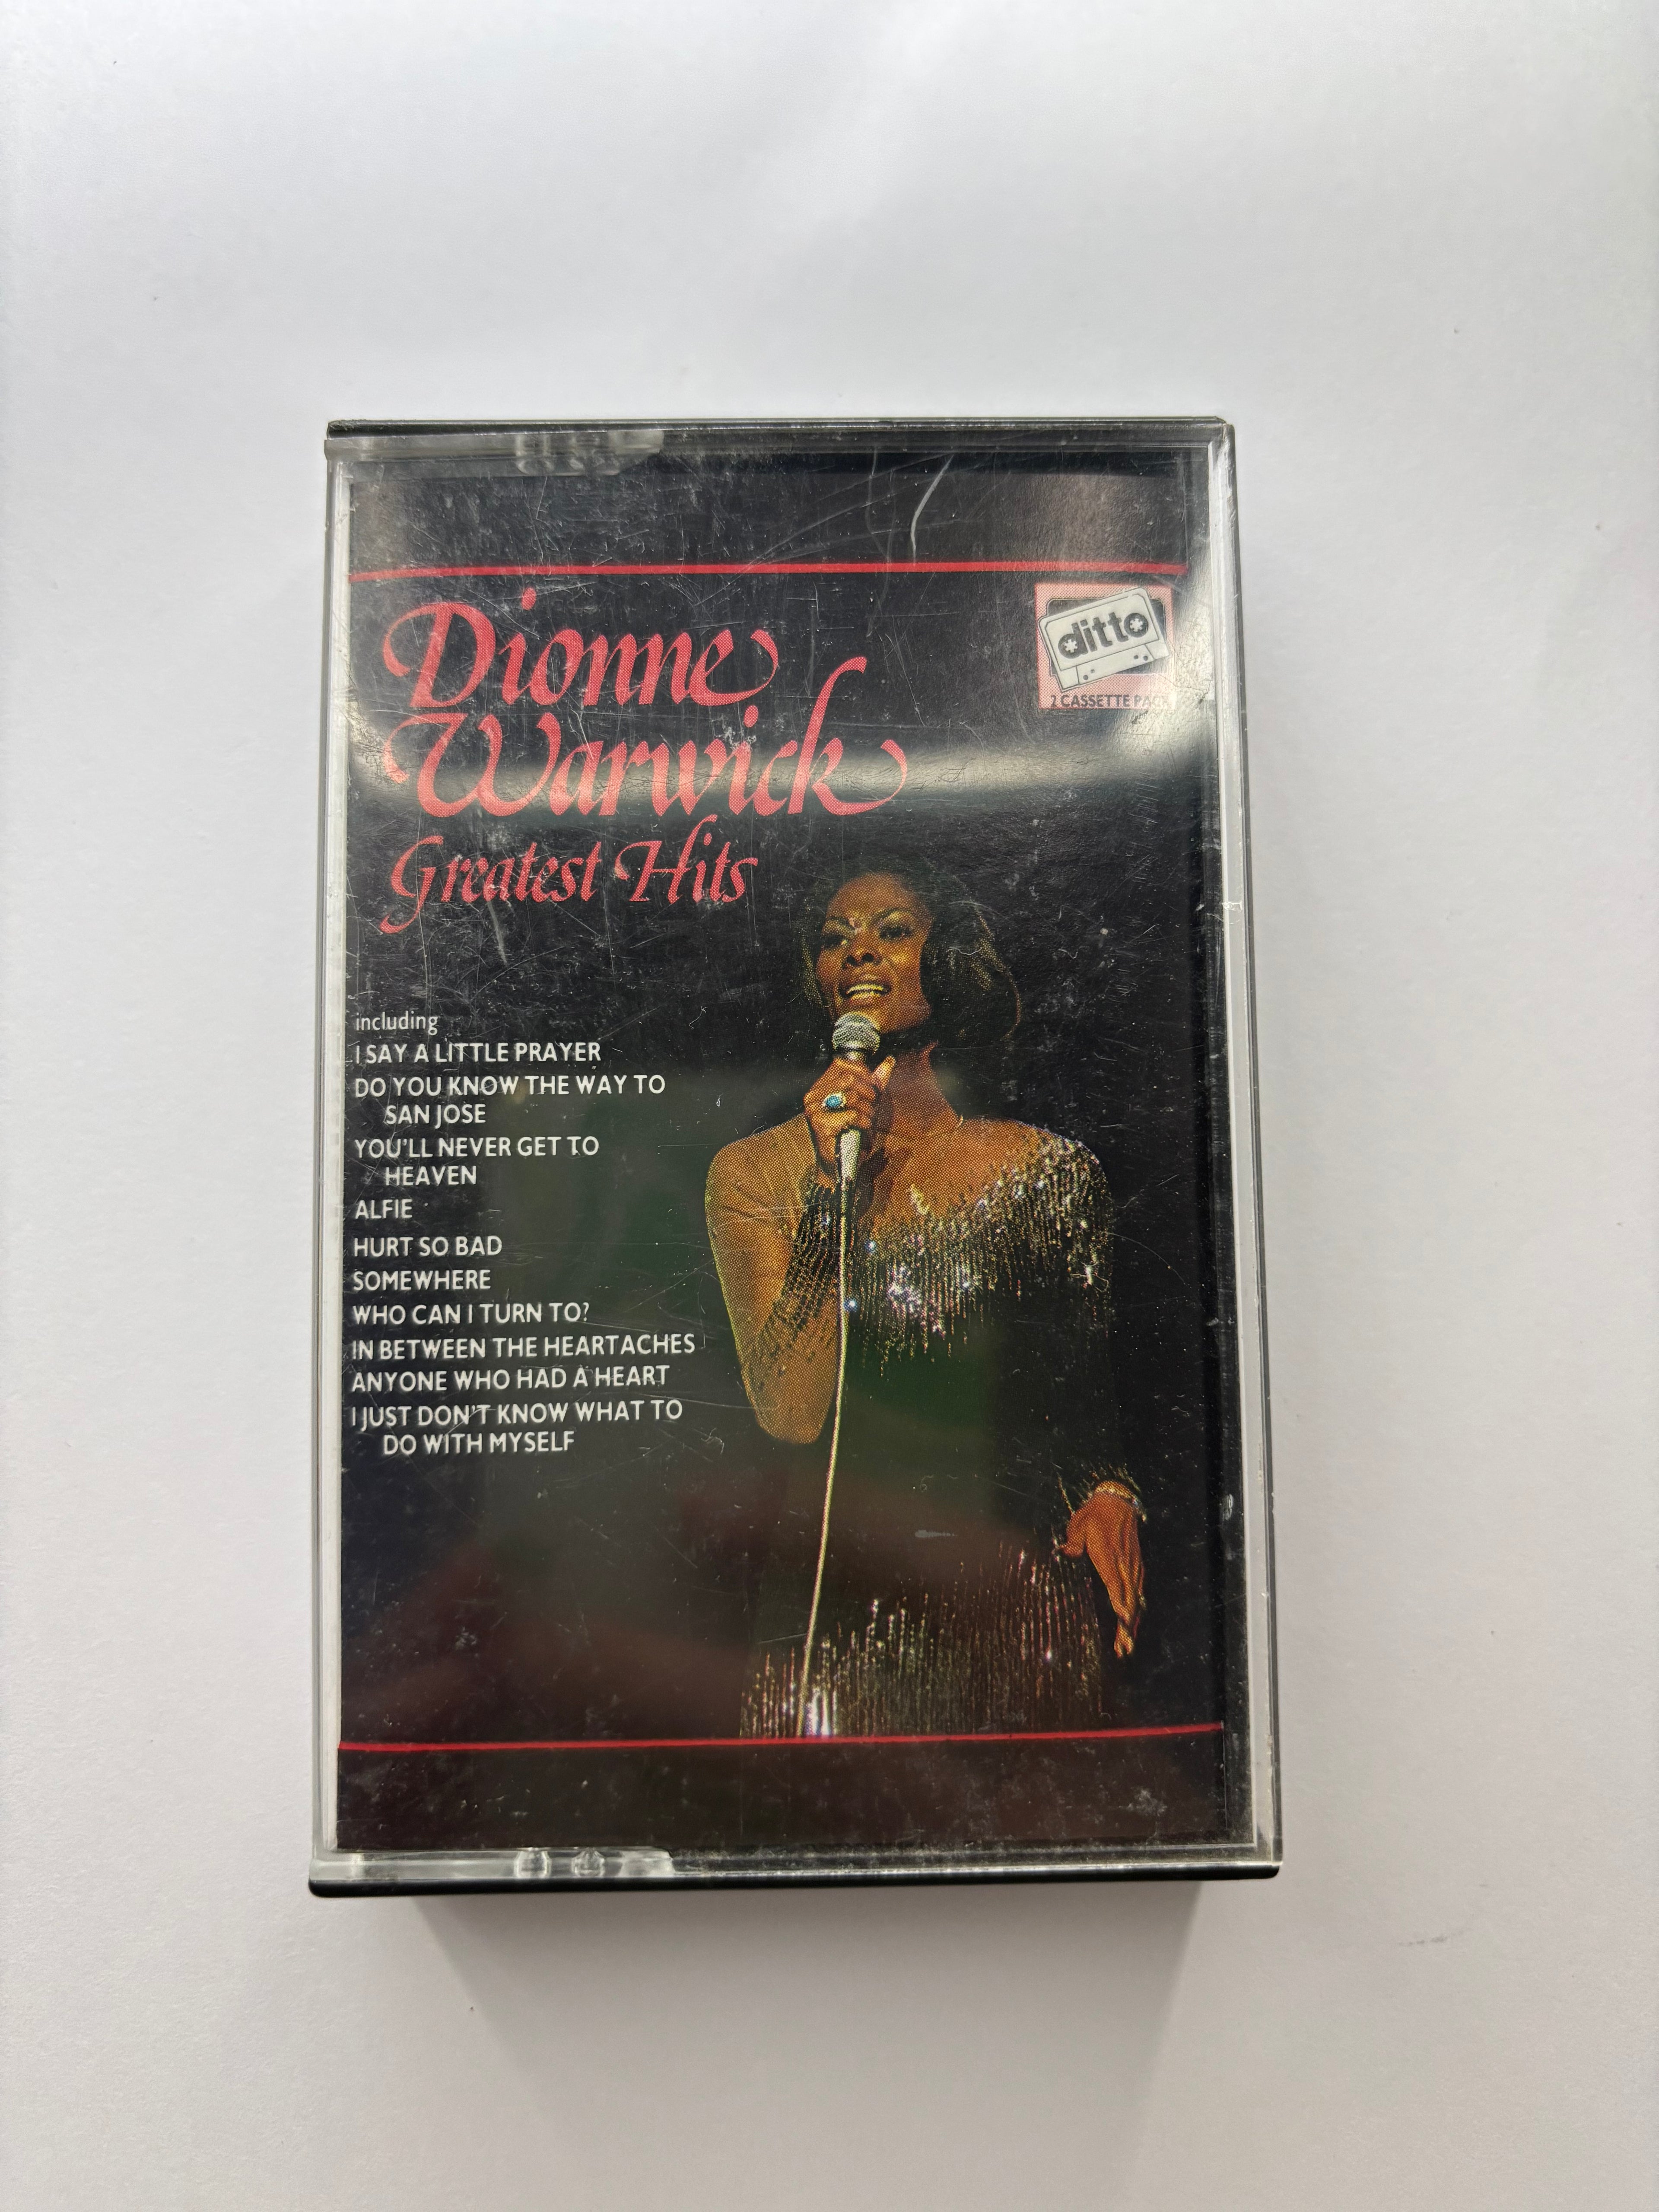 Dionne
Warwick
Greatest Hits
ditto
2 CASSETTE PACK
including
I SAY A LITTLE PRAYER
DO YOU KNOW THE WAY TO
SAN JOSE
YOU'LL NEVER GET TO
HEAVEN
ALFIE
HURT SO BAD
SOMEWHERE
WHO CAN I TURN TO?
IN BETWEEN THE HEARTACHES
ANYONE WHO HAD A HEART
I JUST DON'T KNOW WHAT TO
DO WITH MYSELF